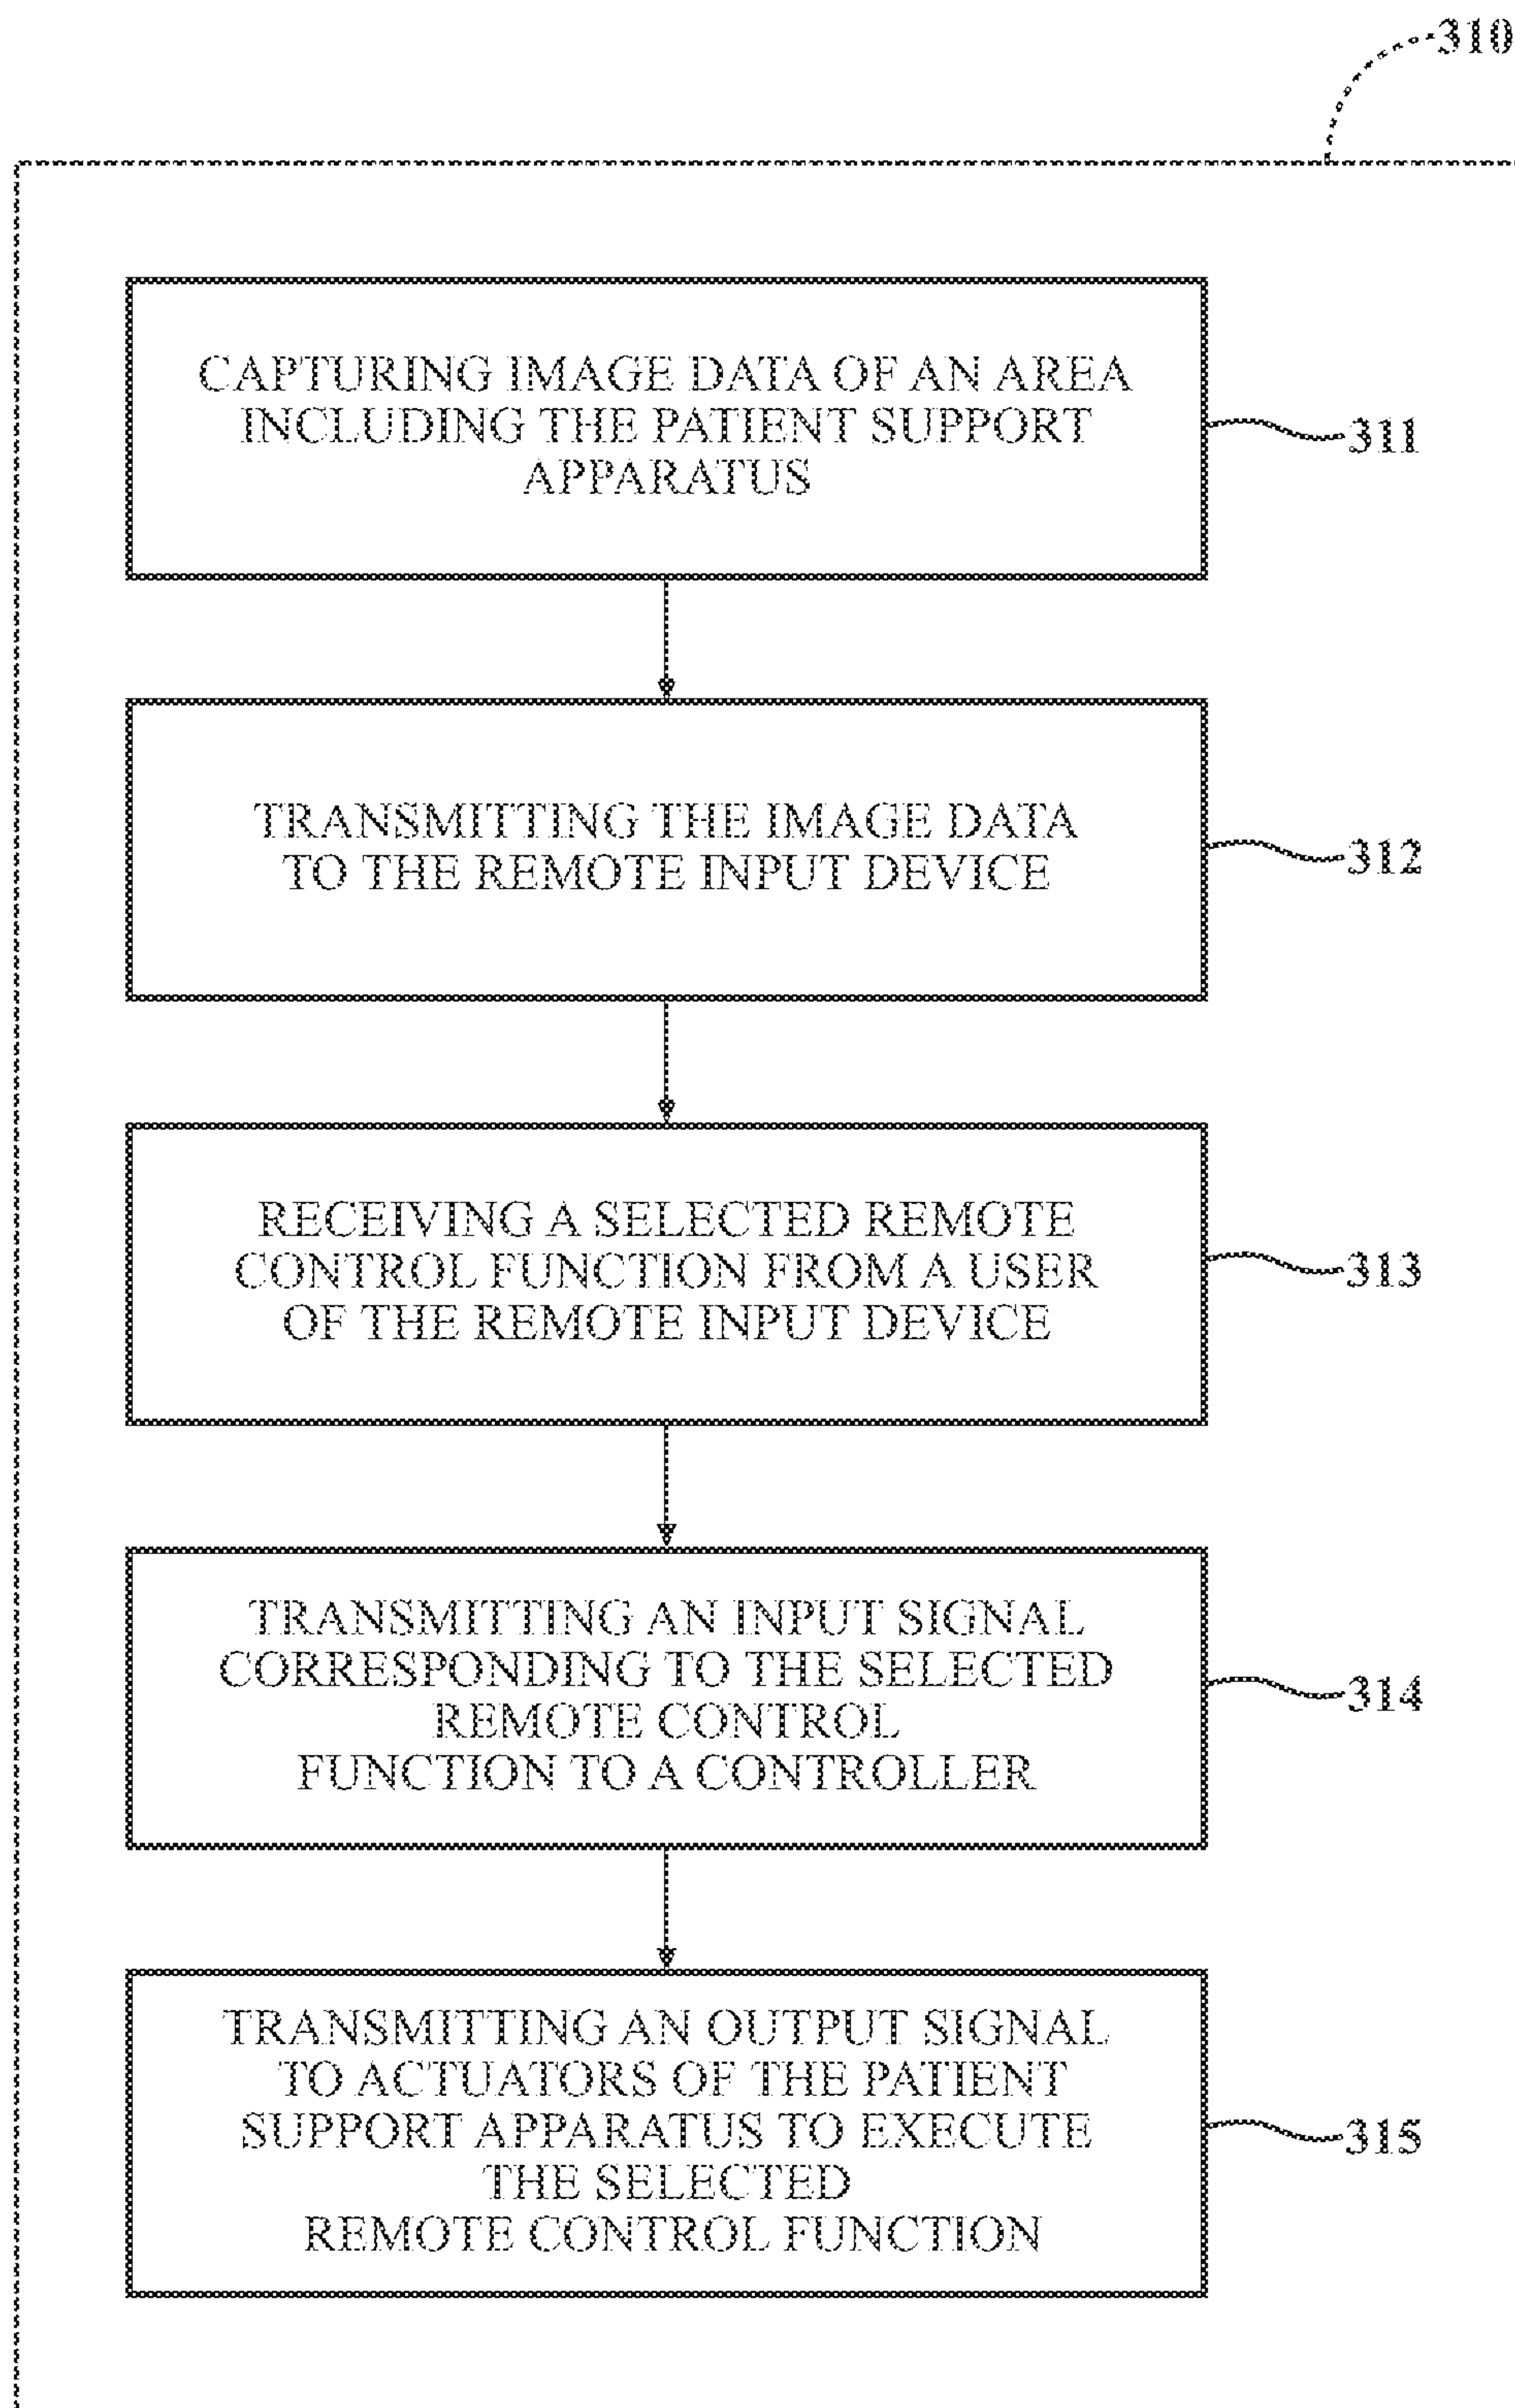 310
CAPTURING IMAGE DATA OF AN AREA
INCLUDING THE PATIENT SUPPORT
APPARATUS
311
TRANSMITTING THE IMAGE DATA
TO THE REMOTE INPUT DEVICE
312
RECEIVING A SELECTED REMOTE
CONTROL FUNCTION FROM A USER
OF THE REMOTE INPUT DEVICE
313
TRANSMITTING AN INPUT SIGNAL
CORRESPONDING TO THE SELECTED
REMOTE CONTROL
FUNCTION TO A CONTROLLER
314
TRANSMITTING AN OUTPUT SIGNAL
TO ACTUATORS OF THE PATIENT
SUPPORT APPARATUS TO EXECUTE
THE SELECTED
REMOTE CONTROL FUNCTION
315